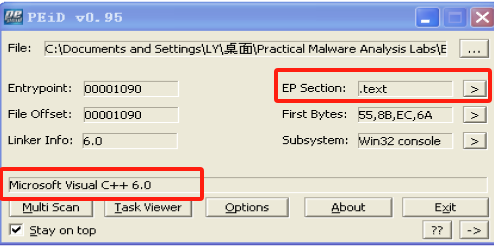 PEiD v0.95
File: C:\Documents and Settings\LY\桌面\Practical Malware Analysis Labs\E ...
Entrypoint: 00001090 EP Section: .text >
File Offset: 00001090 First Bytes: 55,8B,EC,6A >
Linker Info: 6.0 Subsystem: Win32 console >
Microsoft Visual C++ 6.0
Multi Scan Task Viewer Options About Exit
Stay on top ?? ->